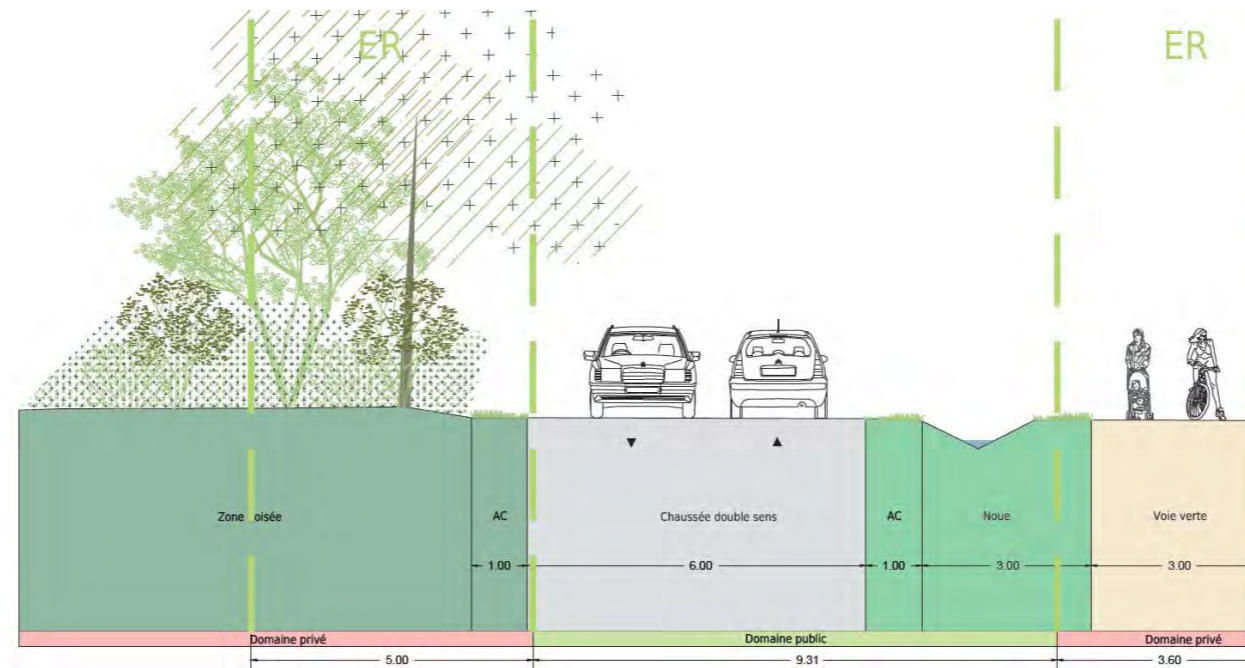 ER ER
Zone oisée AC Chaussée double sens AC Noue Voie verte
1.00 6.00 1.00 3.00 3.00
Domaine privé Domaine public Domaine privé
5.00 9.31 3.60